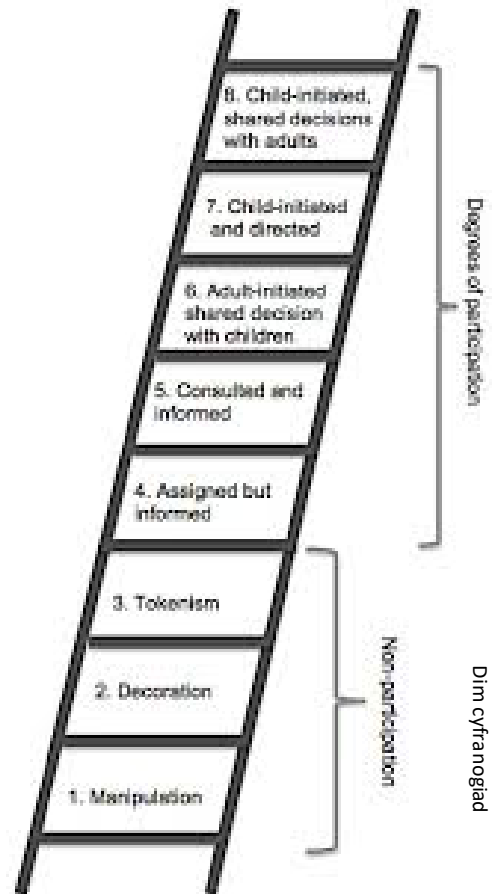 8. Child-initiated,
shared decisions
with adults
7. Child-initiated
and directed
6. Adult-initiated
shared decision
with children
5. Consulted and
informed
4. Assigned but
informed
3. Tokenism
2. Decoration
1. Manipulation
Degrees of participation
Non-participation
Dim cyfranogiad